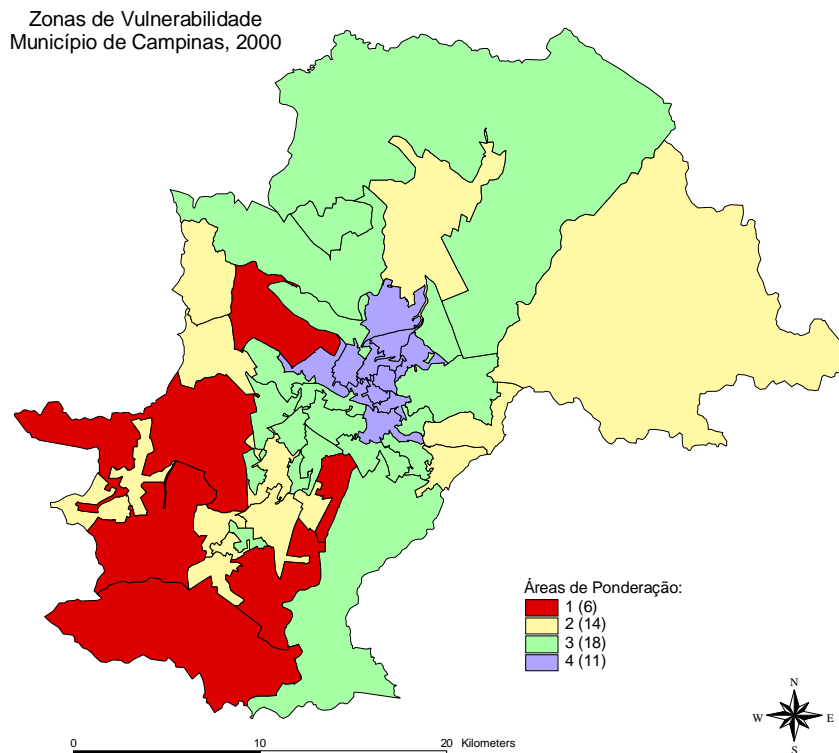 Zonas de Vulnerabilidade
Município de Campinas, 2000
Áreas de Ponderação:
1 (6)
2 (14)
3 (18)
4 (11)
N
W E
S
0 10 20 Kilometers